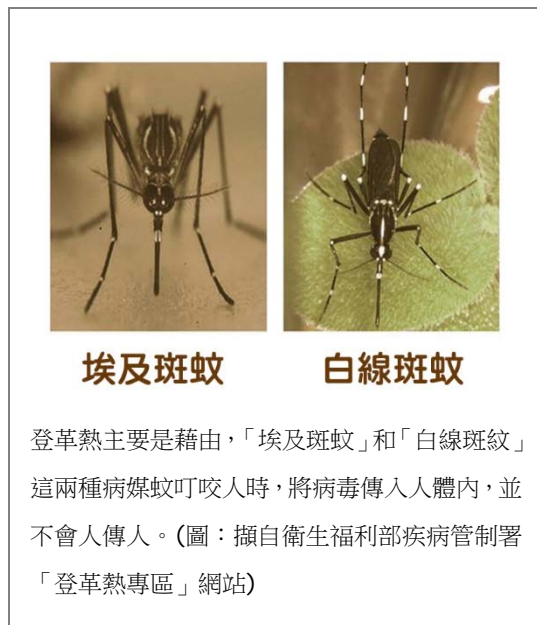 埃及斑蚊
白線斑蚊
登革熱主要是藉由，「埃及斑蚊」和「白線斑紋」
這兩種病媒蚊叮咬人時，將病毒傳入人體內，並
不會人傳人。(圖：擷自衛生福利部疾病管制署
「登革熱專區」網站)